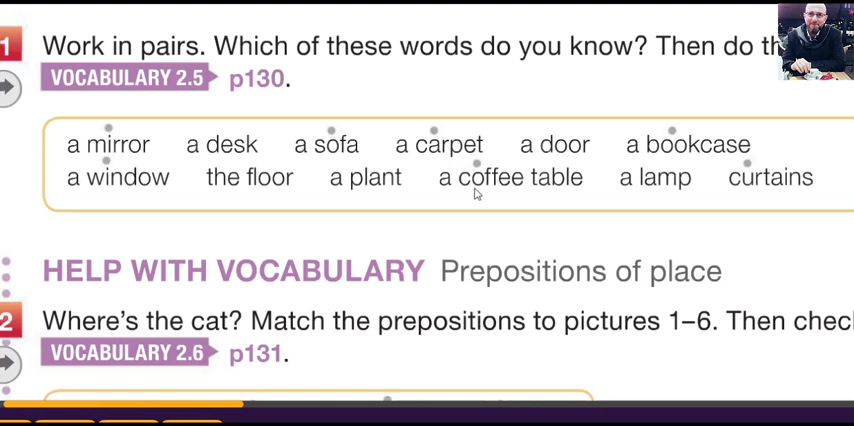 1 Work in pairs. Which of these words do you know? Then do
VOCABULARY 2.5 p130.
a mirror a desk a sofa a carpet a door a bookcase
a window the floor a plant a coffee table a lamp curtains
HELP WITH VOCABULARY Prepositions of place
2 Where's the cat? Match the prepositions to pictures 1–6. Then
VOCABULARY 2.6 p131.